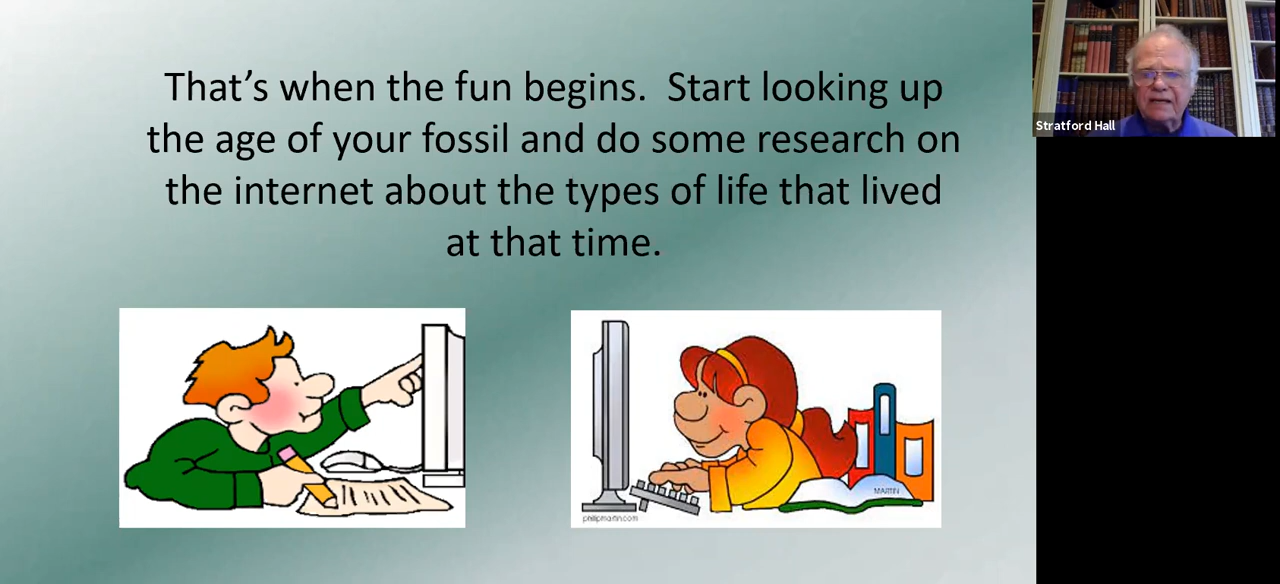 That’s when the fun begins.  Start looking up
the age of your fossil and do some research on
the internet about the types of life that lived
at that time.
Stratford Hall
MARTIN
philipmartin.com